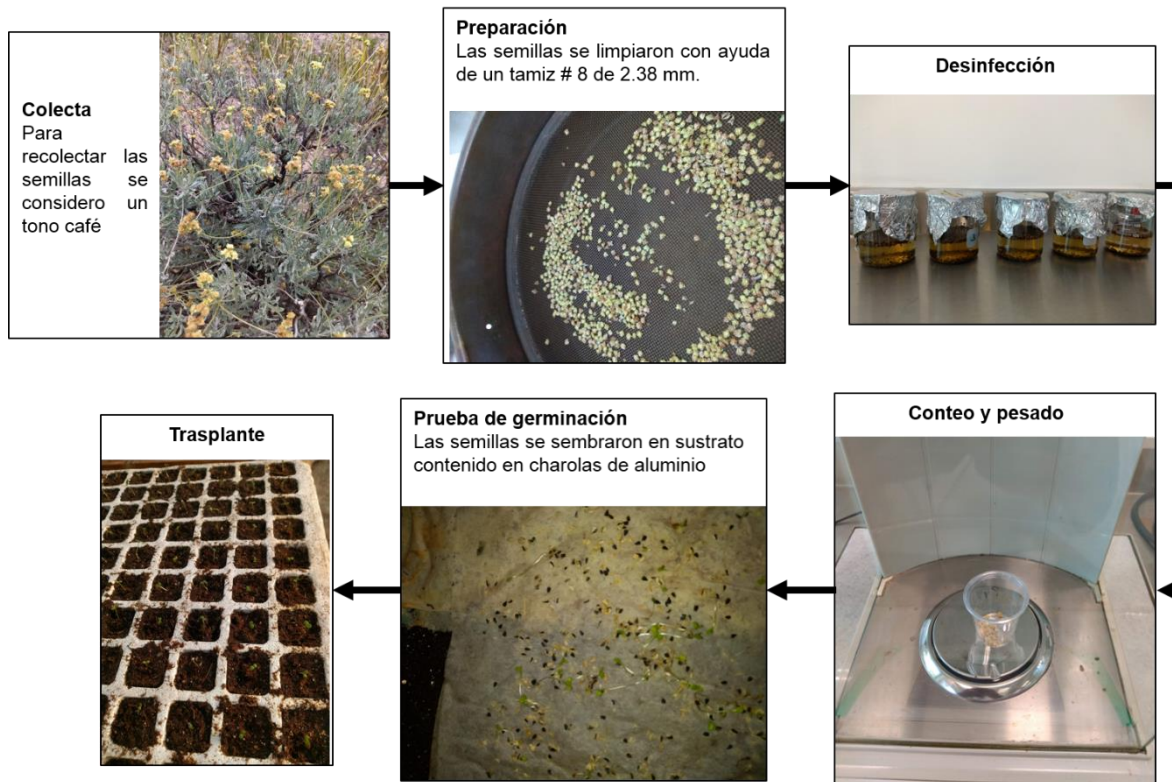 Colecta
Para
recolectar las
semillas se
considero un
tono café
Preparación
Las semillas se limpiaron con ayuda
de un tamiz # 8 de 2.38 mm.
Desinfección
Conteo y pesado
Prueba de germinación
Las semillas se sembraron en sustrato
contenido en charolas de aluminio
Trasplante